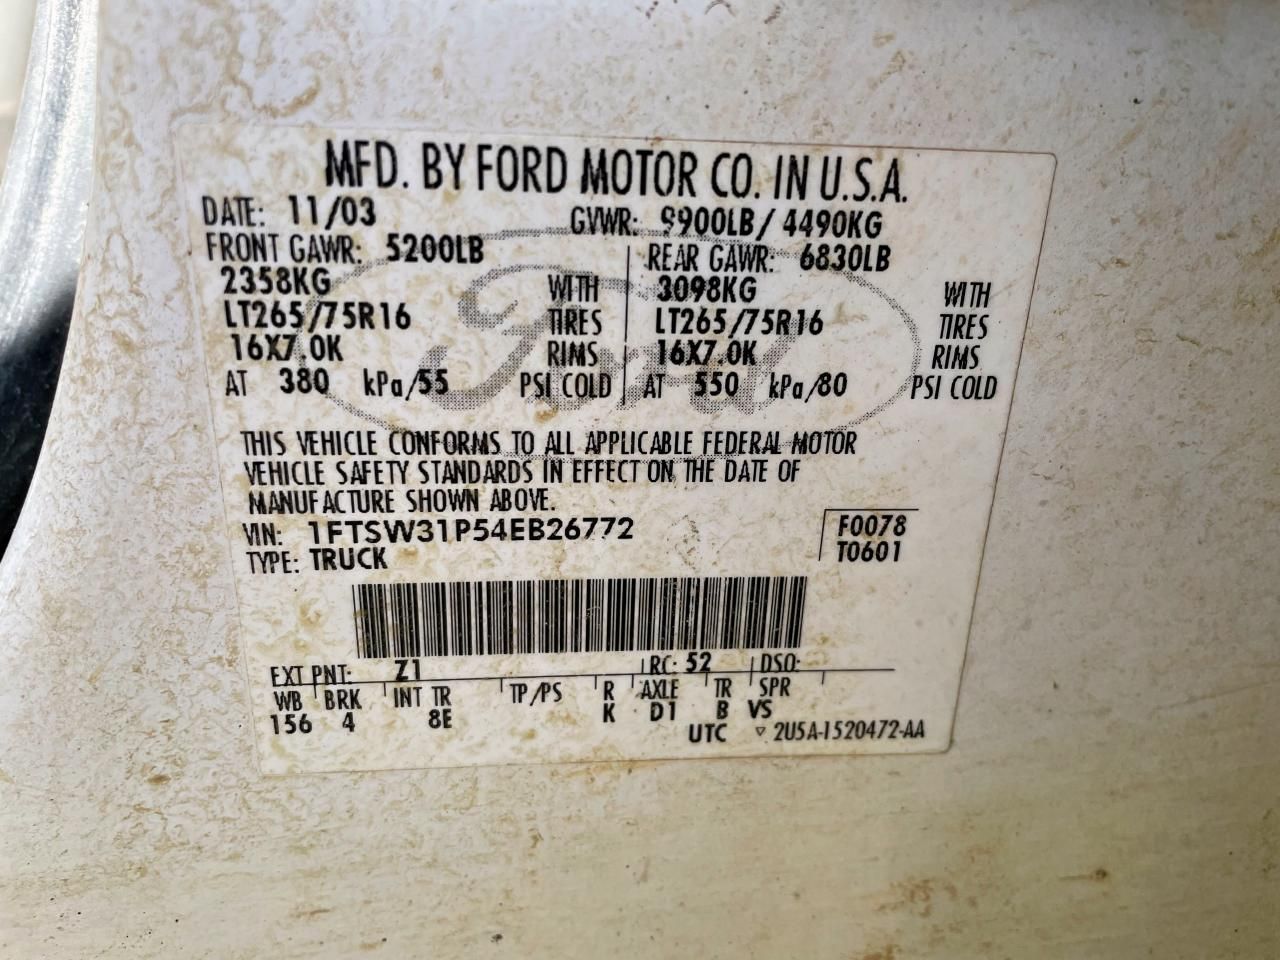 MFD. BY FORD MOTOR CO. IN U.S.A.
DATE: 11/03 GVWR: 9900LB/ 4490KG
FRONT GAWR: 5200LB REAR GAWR: 6830LB
2358KG WITH 3098KG WITH
LT265/75R16 TIRES LT265/75R16 TIRES
16X7.0K RIMS 16X7.0K RIMS
AT 380 kPa/55 PSI COLD AT 550 kPa/80 PSI COLD
Ford
THIS VEHICLE CONFORMS TO ALL APPLICABLE FEDERAL MOTOR
VEHICLE SAFETY STANDARDS IN EFFECT ON THE DATE OF
MANUFACTURE SHOWN ABOVE.
VIN: 1FTSW31P54EB26772 F0078
TYPE: TRUCK T0601
EXT PNT: Z1 RC: 52 DSO:
WB BRK INT TR TP/PS R AXLE TR SPR
156 4 8E K D1 B VS
UTC ▽ 2U5A-1520472-AA